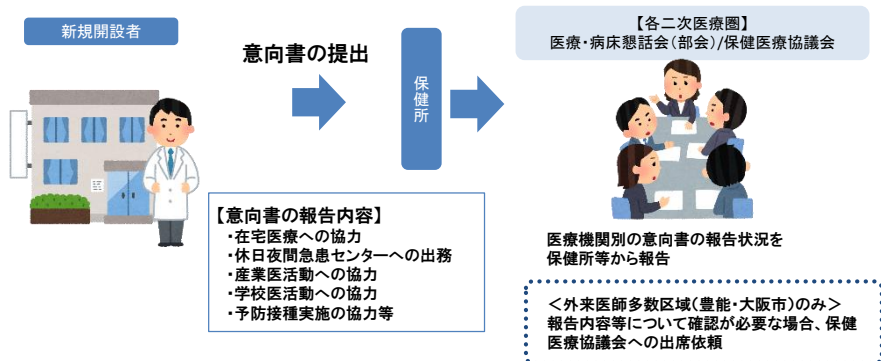 新規開設者
意向書の提出
保健所
【各二次医療圏】
医療・病床懇話会(部会)/保健医療協議会
【意向書の報告内容】
・在宅医療への協力
・休日夜間急患センターへの出務
・産業医活動への協力
・学校医活動への協力
・予防接種実施の協力等
医療機関別の意向書の報告状況を
保健所等から報告
<外来医師多数区域(豊能・大阪市)のみ>
報告内容等について確認が必要な場合、保健
医療協議会への出席依頼